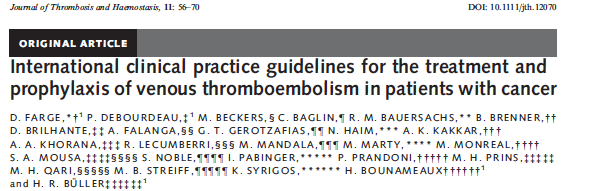 Journal of Thrombosis and Haemostasis, 11: 56–70
DOI: 10.1111/jth.12070
ORIGINAL ARTICLE
International clinical practice guidelines for the treatment and
prophylaxis of venous thromboembolism in patients with cancer
D. FARGE,*†¹ P. DEBOURDEAU,‡¹ M. BECKERS,§ C. BAGLIN,¶ R. M. BAUERSACHS,** B. BRENNER,††
D. BRILHANTE,‡‡ A. FALANGA,§§ G. T. GEROTZAFIAS,¶¶ N. HAIM,*** A. K. KAKKAR,†††
A. A. KHORANA,‡‡‡ R. LECUMBERRI,§§§ M. MANDALA,¶¶¶ M. MARTY,**** M. MONREAL,††††
S. A. MOUSA,‡‡‡‡§§§§ S. NOBLE,¶¶¶¶ I. PABINGER,***** P. PRANDONI,††††† M. H. PRINS,‡‡‡‡‡
M. H. QARI,§§§§§ M. B. STREIFF,¶¶¶¶¶ K. SYRIGOS,****** H. BOUNAMEAUX††††††¹
and H. R. BÜLLER‡‡‡‡‡‡¹